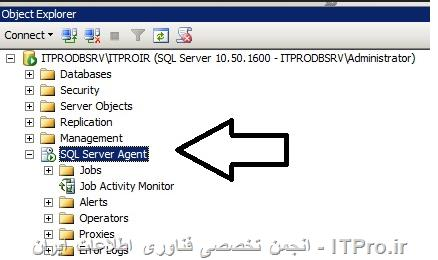 Object Explorer
Connect
ITPRODBSRV\ITPROIR (SQL Server 10.50.1600 - ITPRODBSRV\Administrator)
Databases
Security
Server Objects
Replication
Management
SQL Server Agent
Jobs
Job Activity Monitor
Alerts
Operators
Proxies
Error Logs
ITPro.ir - انجمن تخصصی فناوری اطلاعات ایران